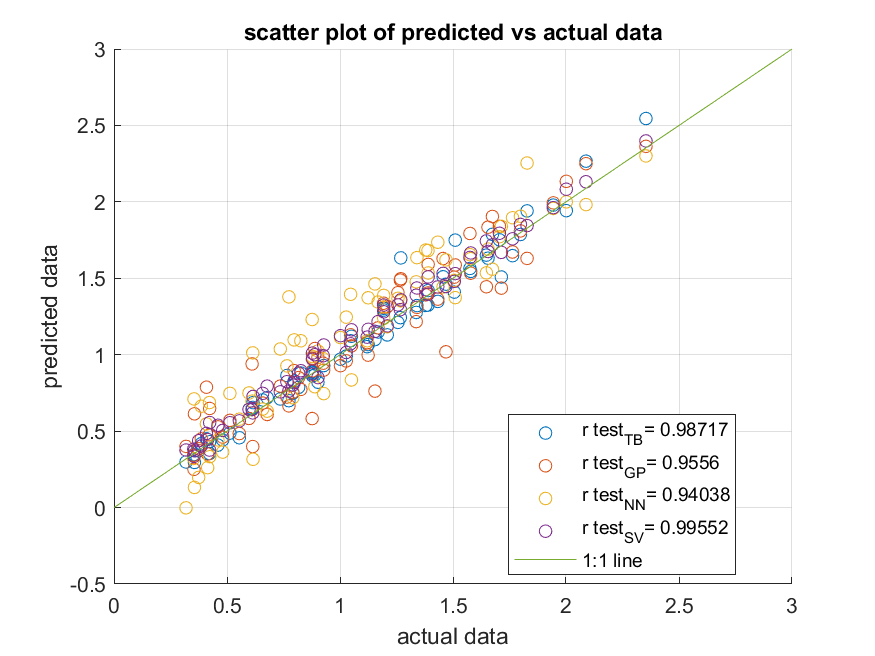 scatter plot of predicted vs actual data
3
2.5
2
1.5
1
0.5
0
-0.5
predicted data
r test_TB = 0.98717
r test_GP = 0.9556
r test_NN = 0.94038
r test_SV = 0.99552
1:1 line
0 0.5 1 1.5 2 2.5 3
actual data